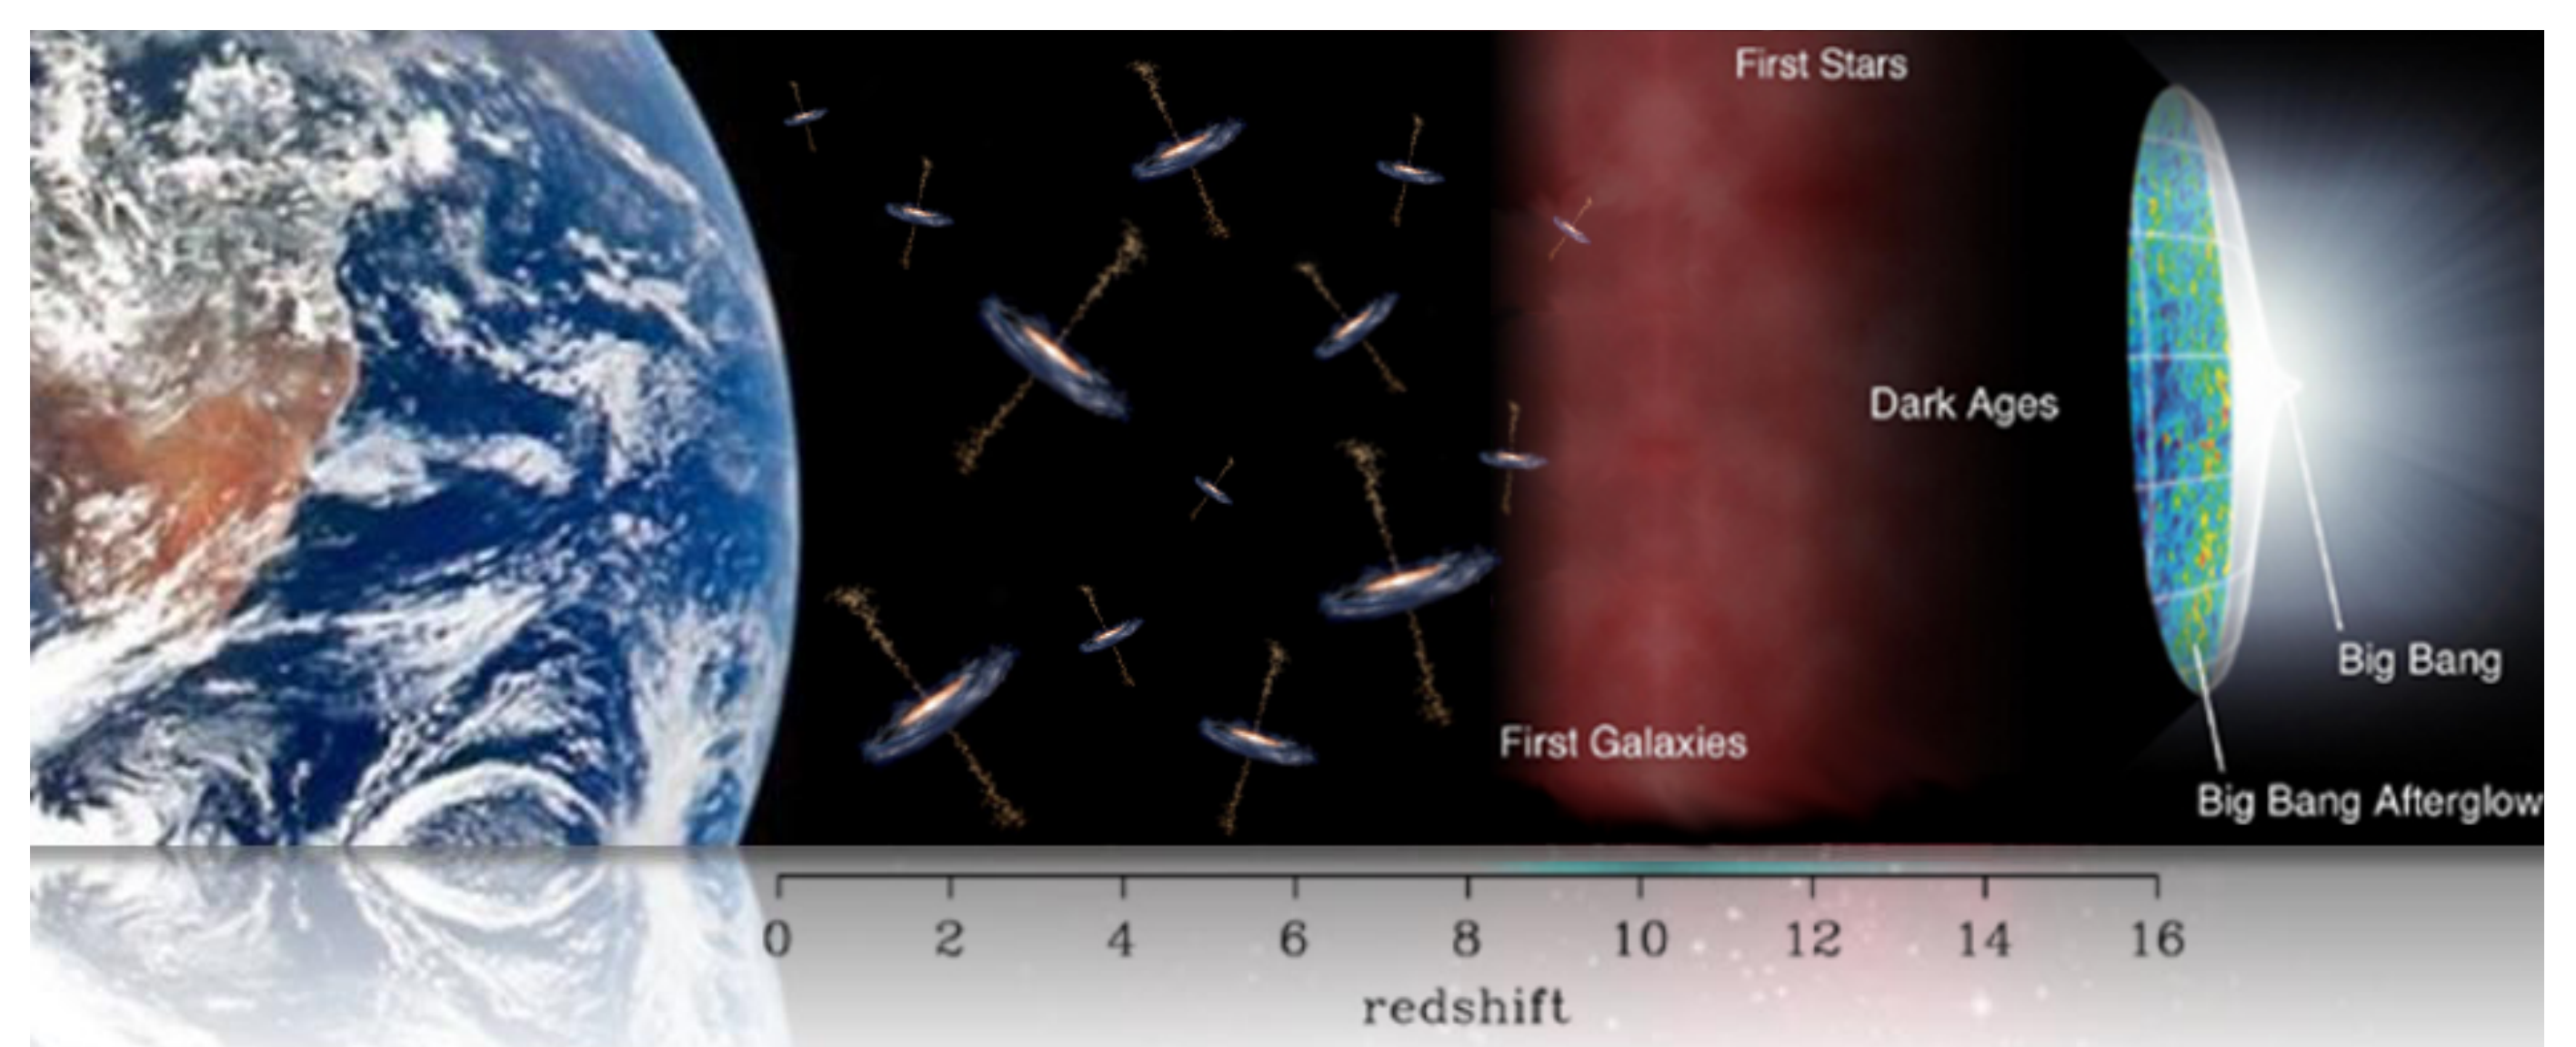 First Stars
Dark Ages
Big Bang
First Galaxies
Big Bang Afterglow
0 2 4 6 8 10 12 14 16
redshift